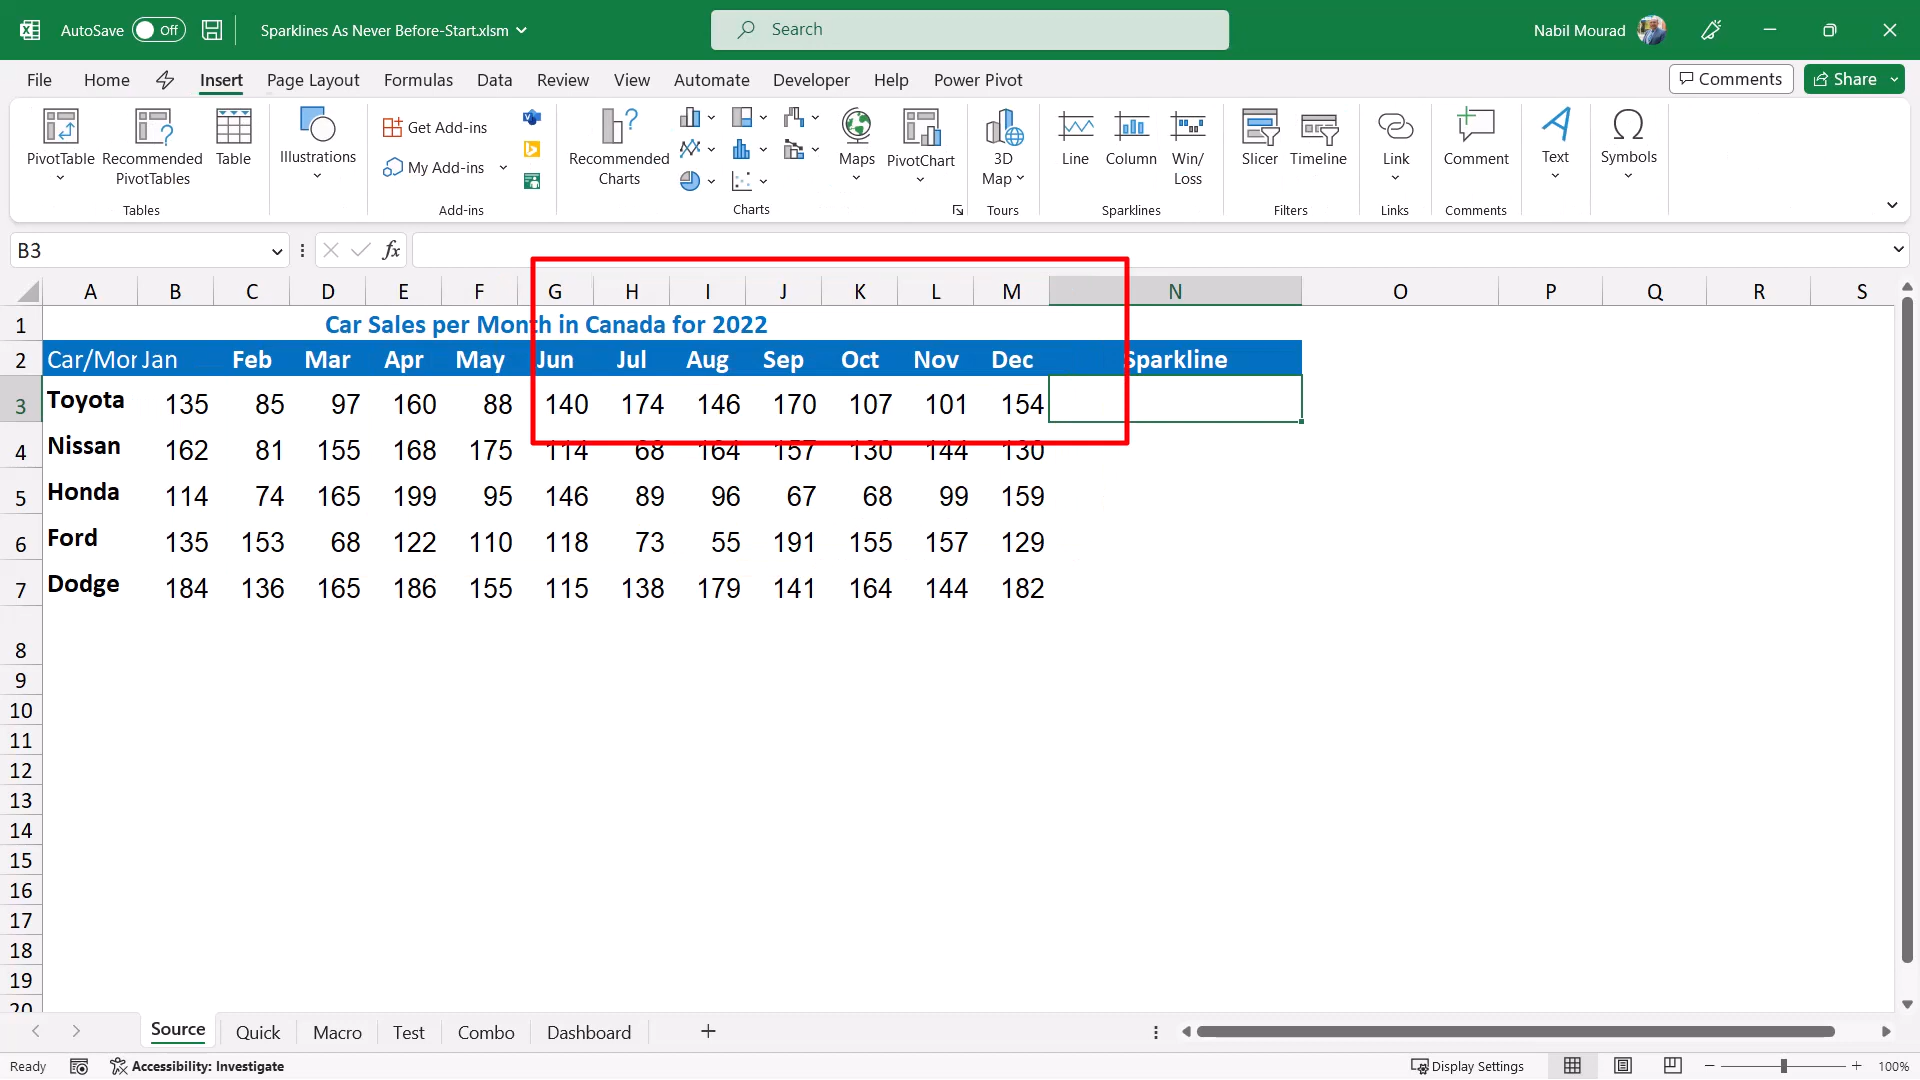 AutoSave Off Sparklines As Never Before-Start.xlsm Search Nabil Mourad
File Home Insert Page Layout Formulas Data Review View Automate Developer Help Power Pivot Comments Share
PivotTable Recommended PivotTables Table Illustrations Get Add-ins My Add-ins Recommended Charts Maps PivotChart 3D Map Line Column Win/Loss Slicer Timeline Link Comment Text Symbols
Tables Add-ins Charts Tours Sparklines Filters Links Comments
B3 fx
A B C D E F G H I J K L M N O P Q R S
1 Car Sales per Month in Canada for 2022
2 Car/Mor Jan Feb Mar Apr May Jun Jul Aug Sep Oct Nov Dec Sparkline
3 Toyota 135 85 97 160 88 140 174 146 170 107 101 154
4 Nissan 162 81 155 168 175 114 68 164 157 130 144 130
5 Honda 114 74 165 199 95 146 89 96 67 68 99 159
6 Ford 135 153 68 122 110 118 73 55 191 155 157 129
7 Dodge 184 136 165 186 155 115 138 179 141 164 144 182
8
9
10
11
12
13
14
15
16
17
18
19
20
Source Quick Macro Test Combo Dashboard
Ready Accessibility: Investigate Display Settings 100%